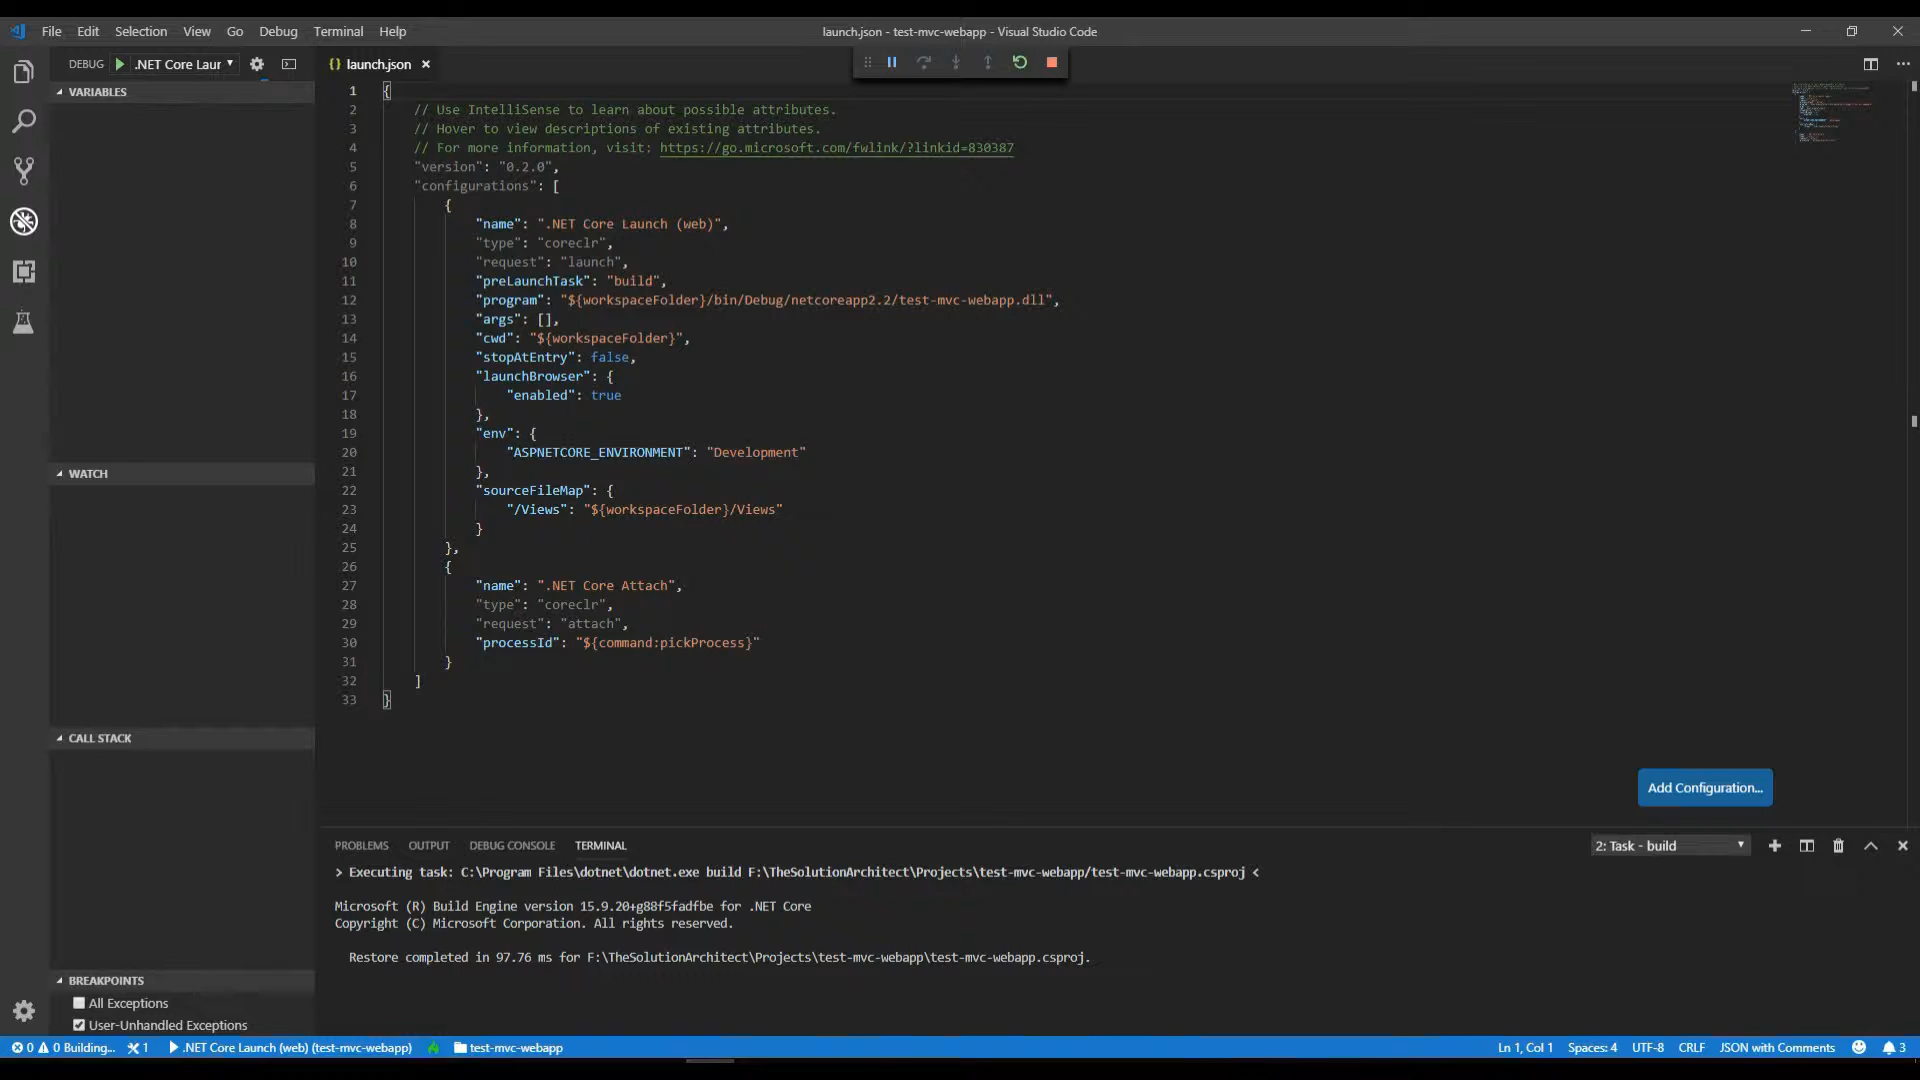 File Edit Selection View Go Debug Terminal Help
launch.json - test-mvc-webapp - Visual Studio Code
DEBUG .NET Core Laur
launch.json
VARIABLES
WATCH
CALL STACK
BREAKPOINTS
All Exceptions
User-Unhandled Exceptions
1 {
2 // Use IntelliSense to learn about possible attributes.
3 // Hover to view descriptions of existing attributes.
4 // For more information, visit: https://go.microsoft.com/fwlink/?linkid=830387
5 "version": "0.2.0",
6 "configurations": [
7 {
8 "name": ".NET Core Launch (web)",
9 "type": "coreclr",
10 "request": "launch",
11 "preLaunchTask": "build",
12 "program": "${workspaceFolder}/bin/Debug/netcoreapp2.2/test-mvc-webapp.dll",
13 "args": [],
14 "cwd": "${workspaceFolder}",
15 "stopAtEntry": false,
16 "launchBrowser": {
17 "enabled": true
18 },
19 "env": {
20 "ASPNETCORE_ENVIRONMENT": "Development"
21 },
22 "sourceFileMap": {
23 "/Views": "${workspaceFolder}/Views"
24 }
25 },
26 {
27 "name": ".NET Core Attach",
28 "type": "coreclr",
29 "request": "attach",
30 "processId": "${command:pickProcess}"
31 }
32 ]
33 }
Add Configuration...
PROBLEMS OUTPUT DEBUG CONSOLE TERMINAL
2: Task - build
> Executing task: C:\Program Files\dotnet\dotnet.exe build F:\TheSolutionArchitect\Projects\test-mvc-webapp/test-mvc-webapp.csproj <
Microsoft (R) Build Engine version 15.9.20+g88f5fadfbe for .NET Core
Copyright (C) Microsoft Corporation. All rights reserved.
Restore completed in 97.76 ms for F:\TheSolutionArchitect\Projects\test-mvc-webapp\test-mvc-webapp.csproj.
0 0 Building... 1 .NET Core Launch (web) (test-mvc-webapp) test-mvc-webapp
Ln 1, Col 1 Spaces: 4 UTF-8 CRLF JSON with Comments 3